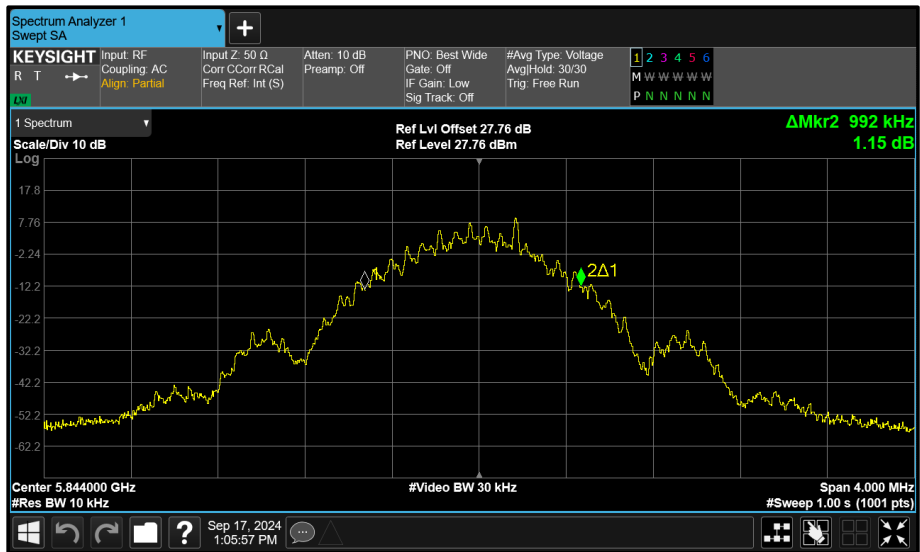 Spectrum Analyzer 1
Swept SA
+
KEYSIGHT
R T
LXI
Input: RF
Coupling: AC
Align: Partial
Input Z: 50 Ω
Corr CCorr RCal
Freq Ref: Int (S)
Atten: 10 dB
Preamp: Off
PNO: Best Wide
Gate: Off
IF Gain: Low
Sig Track: Off
#Avg Type: Voltage
Avg|Hold: 30/30
Trig: Free Run
1 2 3 4 5 6
M W W W W W
P N N N N N
1 Spectrum
Scale/Div 10 dB
Log
Ref Lvl Offset 27.76 dB
Ref Level 27.76 dBm
ΔMkr2 992 kHz
1.15 dB
17.8
7.76
-2.24
-12.2
-22.2
-32.2
-42.2
-52.2
-62.2
2Δ1
Center 5.844000 GHz
#Res BW 10 kHz
#Video BW 30 kHz
Span 4.000 MHz
#Sweep 1.00 s (1001 pts)
?
Sep 17, 2024
1:05:57 PM